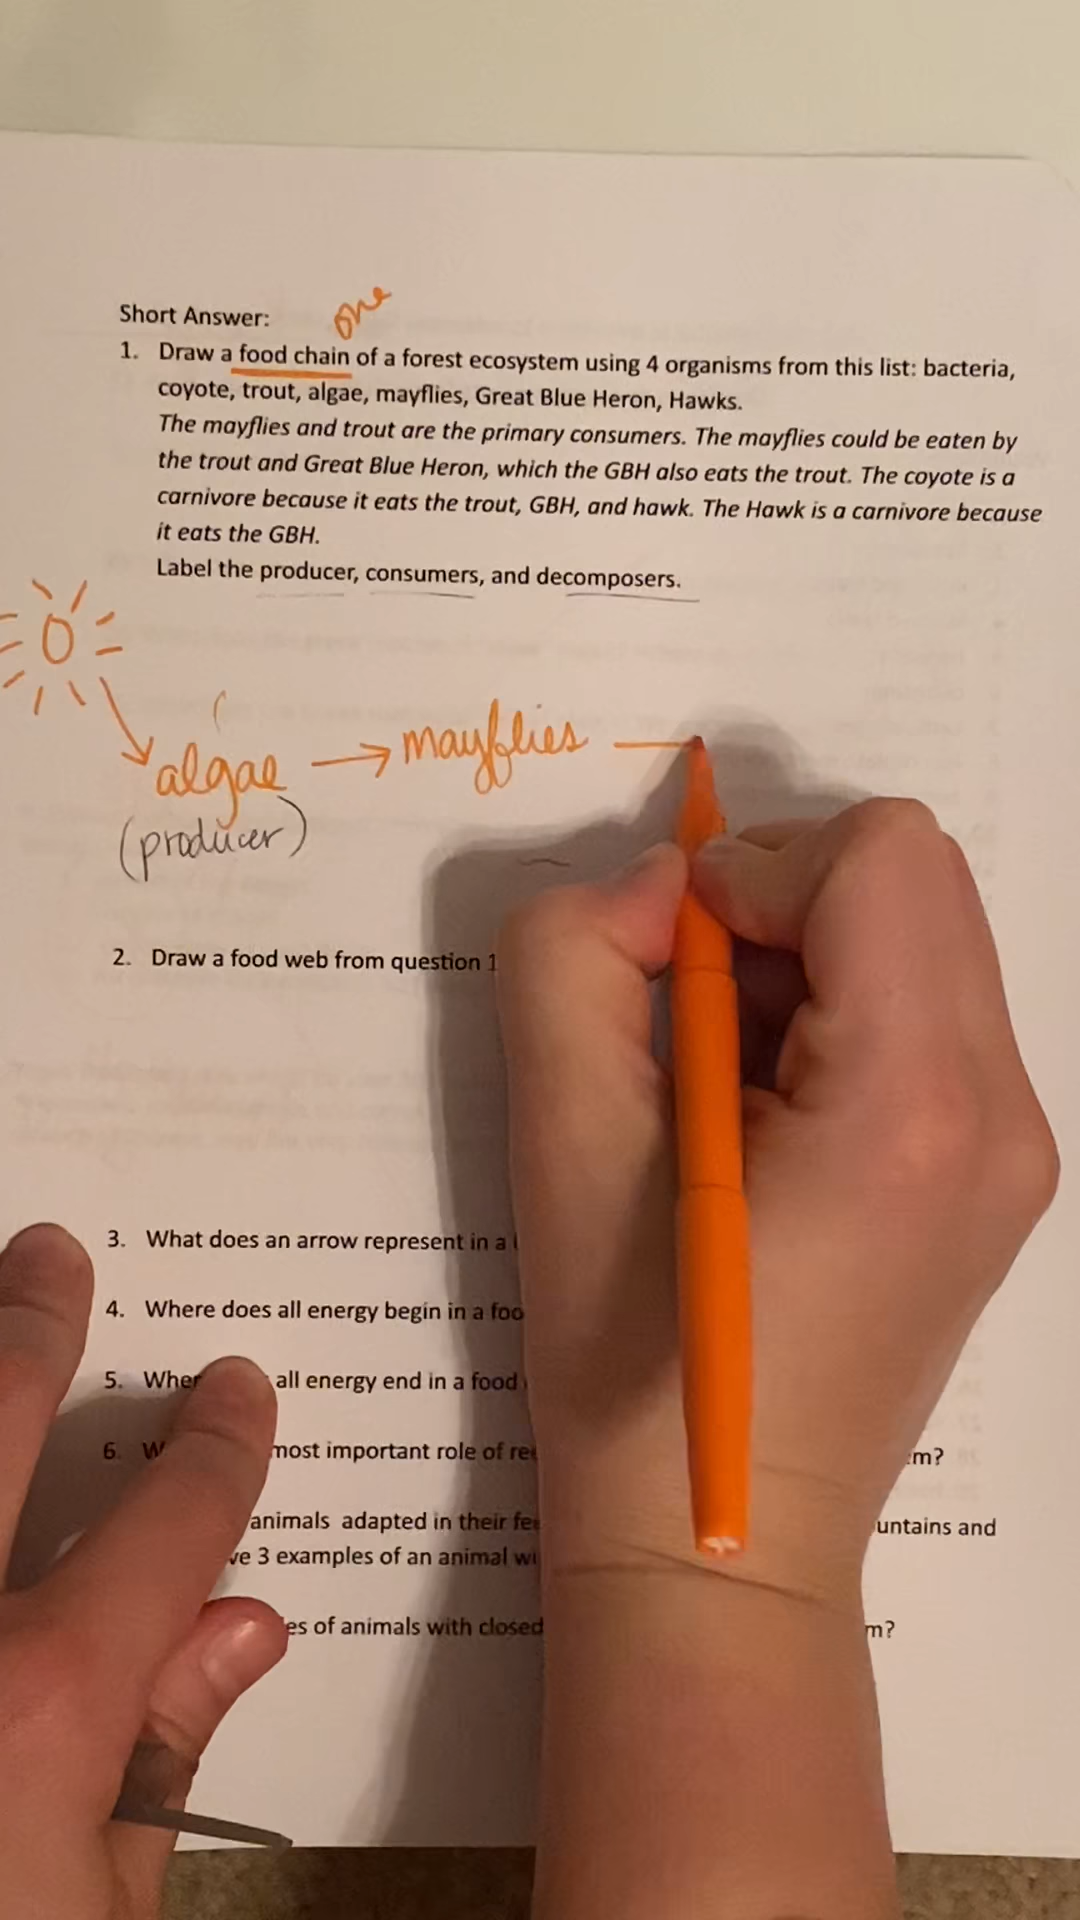 one
Short Answer:
1. Draw a food chain of a forest ecosystem using 4 organisms from this list: bacteria,
coyote, trout, algae, mayflies, Great Blue Heron, Hawks.
The mayflies and trout are the primary consumers. The mayflies could be eaten by
the trout and Great Blue Heron, which the GBH also eats the trout. The coyote is a
carnivore because it eats the trout, GBH, and hawk. The Hawk is a carnivore because
it eats the GBH.
Label the producer, consumers, and decomposers.
algae → mayflies
(producer)
2. Draw a food web from question 1
3. What does an arrow represent in a
4. Where does all energy begin in a foo
5. Wher all energy end in a food
6. W most important role of re m?
animals adapted in their fe untains and
ve 3 examples of an animal wi
es of animals with closed m?